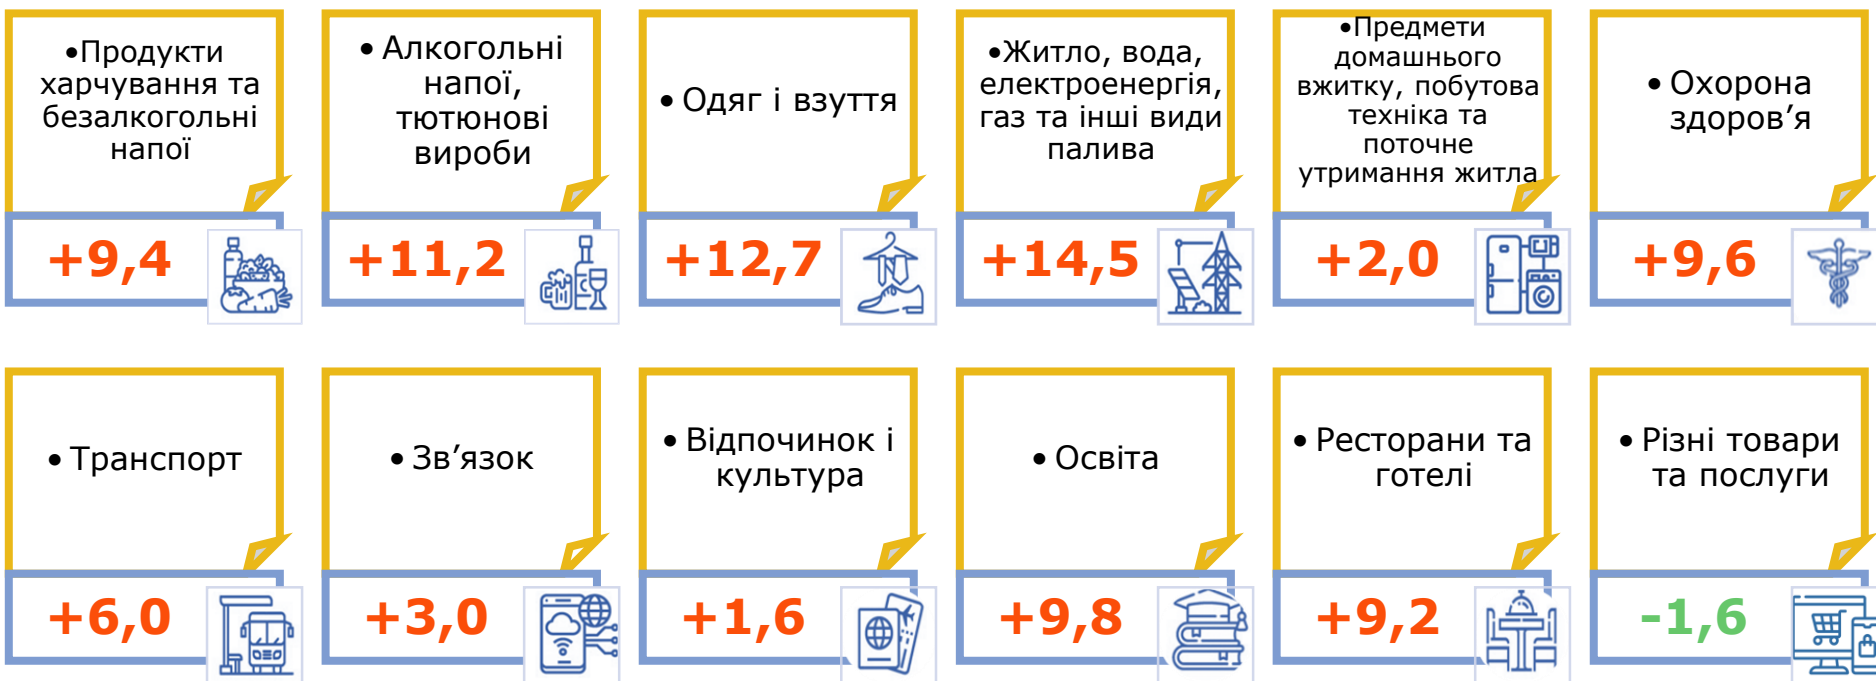 •Продукти
харчування та
безалкогольні
напої
+9,4
• Алкогольні
напої,
тютюнові
вироби
+11,2
• Одяг і взуття
+12,7
•Житло, вода,
електроенергія,
газ та інші види
палива
+14,5
•Предмети
домашнього
вжитку, побутова
техніка та
поточне
утримання житла
+2,0
• Охорона
здоров’я
+9,6
• Транспорт
+6,0
• Зв’язок
+3,0
• Відпочинок і
культура
+1,6
• Освіта
+9,8
• Ресторани та
готелі
+9,2
• Різні товари
та послуги
-1,6